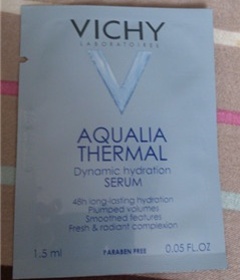 VICHY
LABORATOIRES
V
AQUALIA
THERMAL
Dynamic hydration
SERUM
48h long-lasting hydration
Plumped volumes
Smoothed features
Fresh & radiant complexion
1.5 ml PARABEN FREE 0.05 FL.OZ